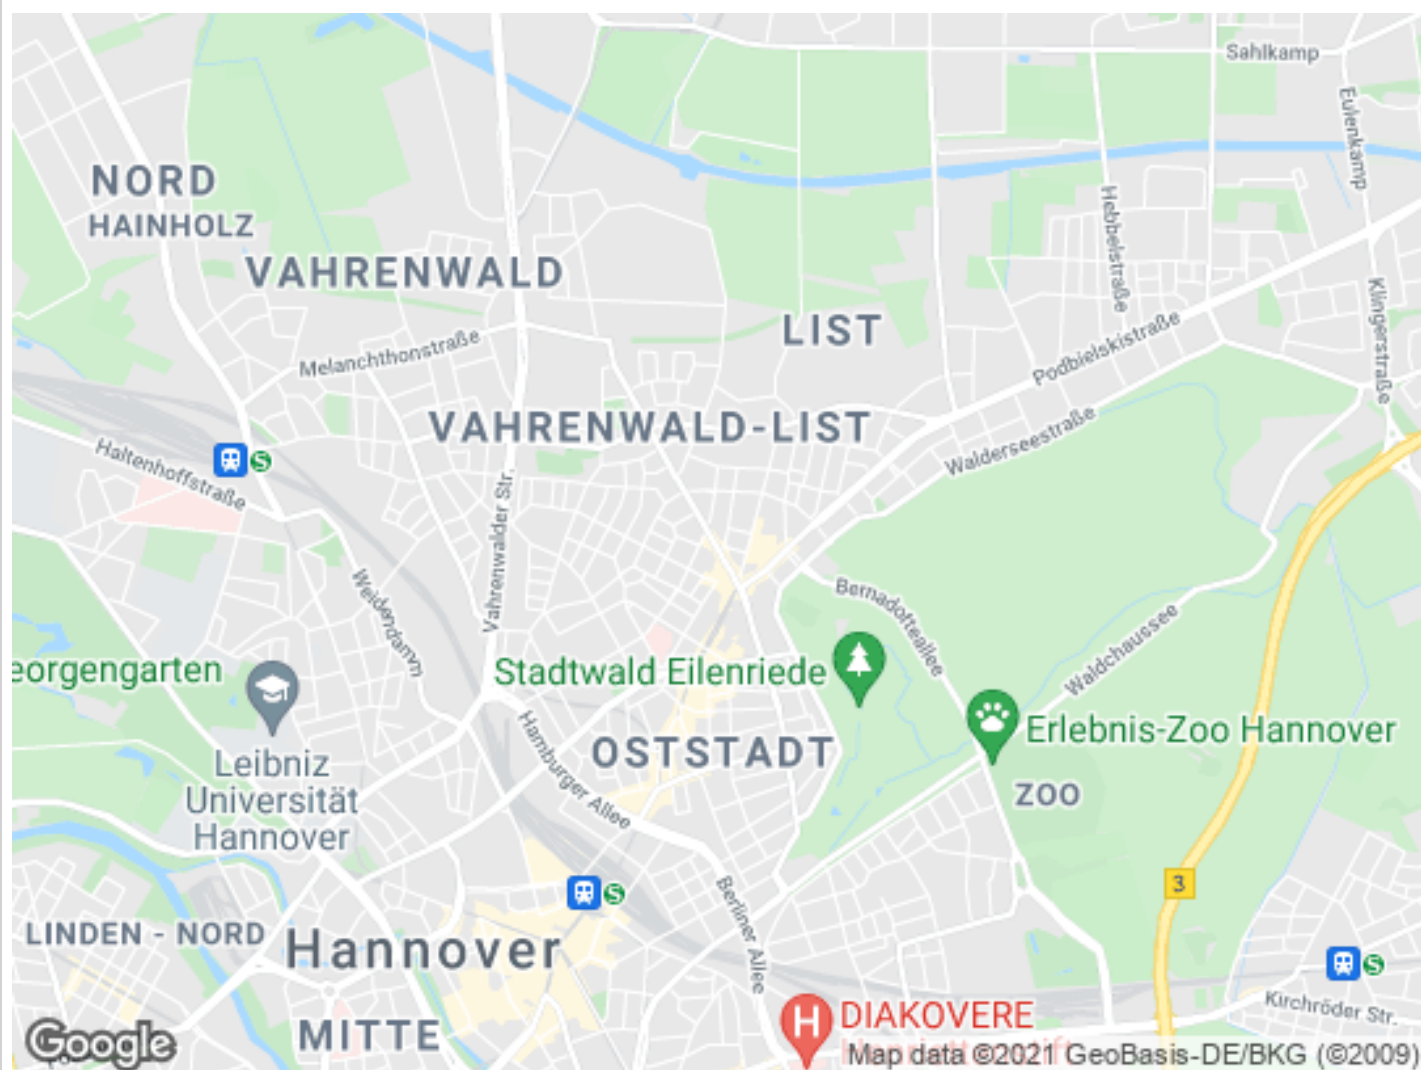 Sahlkamp
Eulenkamp
NORD
HAINHOLZ
Hebbelstraße
VAHRENWALD
LIST
Klingerstraße
Melanchthonstraße
Podbielskistraße
VAHRENWALD-LIST
Walderseestraße
Haltenhoffstraße
S
Vahrenwalder Str.
Weidendamm
Bernadotteallee
Waldchaussee
eorgengarten
Stadtwald Eilenriede
Erlebnis-Zoo Hannover
Leibniz
Universität
Hannover
Hamburger Allee
OSTSTADT
ZOO
3
S
Berliner Allee
LINDEN - NORD
Hannover
S
Kirchröder Str.
H
DIAKOVERE
MITTE
Google
Map data ©2021 GeoBasis-DE/BKG (©2009)